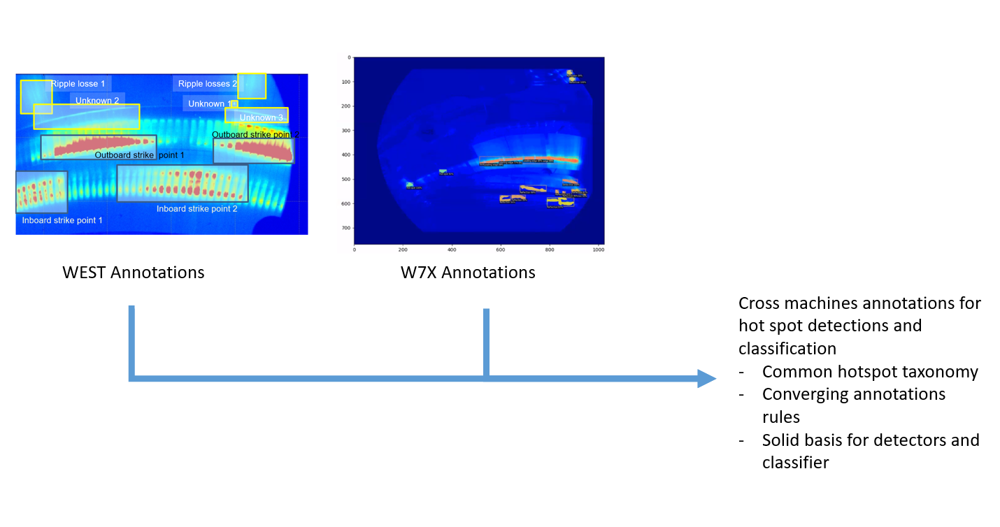 Ripple losse 1
Ripple losses 2
Unknown 2
Unknown 1
Unknown 3
Outboard strike point 2
Outboard strike point 1
Inboard strike point 2
Inboard strike point 1
0
100
200
300
400
500
600
700
0
200
400
600
800
1000
WEST Annotations
W7X Annotations
Cross machines annotations for
hot spot detections and
classification
- Common hotspot taxonomy
- Converging annotations
rules
- Solid basis for detectors and
classifier